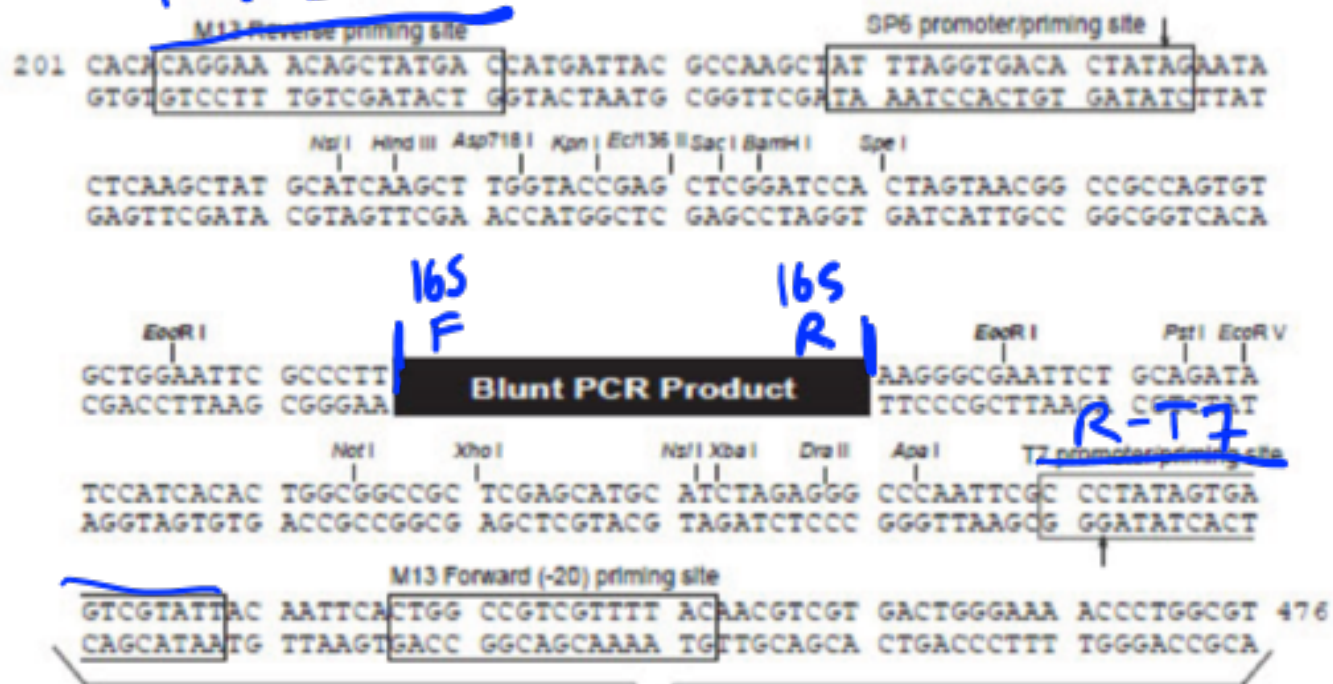 M13 Reverse priming site SP6 promoter/priming site
201 CACACAGGAA ACAGCTATGA CCATGATTAC GCCAAGCTAT TTAGGTGACA CTATAGAATA
GTGTGTCCTT TGTCGATACT GGTACTAATG CGGTTCGATA AATCCACTGT GATATCTTAT
Nsi I Hind III Asp718 I Kpn I Ecl136 II Sac I BamH I Spe I
CTCAAGCTAT GCATCAAGCT TGGTACCGAG CTCGGATCCA CTAGTAACGG CCGCCAGTGT
GAGTTCGATA CGTAGTTCGA ACCATGGCTC GAGCCTAGGT GATCATTGCC GGCGGTCACA
16S 16S
F R
EcoR I EcoR I Pst I EcoR V
GCTGGAATTC GCCCTT Blunt PCR Product AAGGGCGAATTCT GCAGATA
CGACCTTAAG CGGGAA TTCCCGCTTAAGA CGTCTAT
R-T7
Not I Xho I Nsi I Xba I Dra II Apa I T7 promoter/priming site
TCCATCACAC TGGCGGCCGC TCGAGCATGC ATCTAGAGGG CCCAATTCGC CCTATAGTGA
AGGTAGTGTG ACCGCCGGCG AGCTCGTACG TAGATCTCCC GGGTTAAGCG GGATATCACT
M13 Forward (-20) priming site
GTCGTATTAC AATTCACTGG CCGTCGTTTT ACAACGTCGT GACTGGGAAA ACCCTGGCGT 476
CAGCATAATG TTAAGTGACC GGCAGCAAAA TGTTGCAGCA CTGACCCTTT TGGGACCGCA